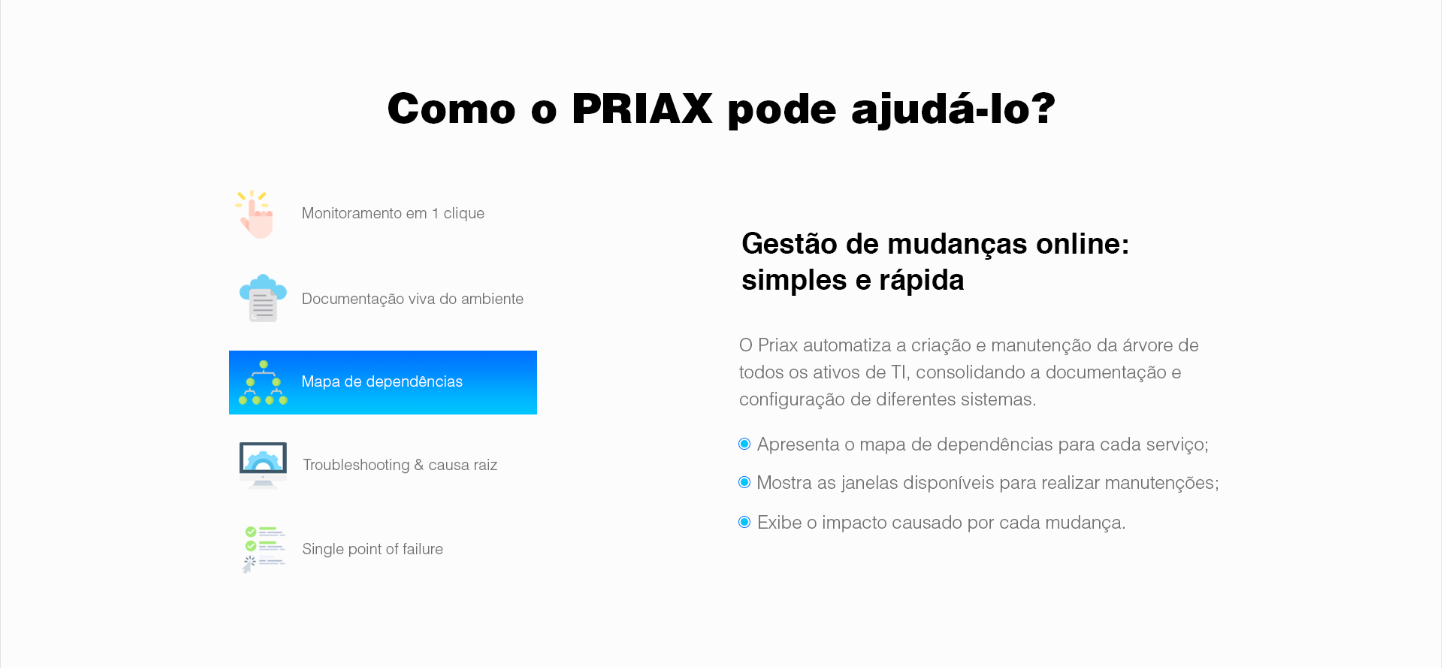 Como o PRIAX pode ajudá-lo?
Monitoramento em 1 clique
Documentação viva do ambiente
Mapa de dependências
Troubleshooting & causa raiz
Single point of failure
Gestão de mudanças online:
simples e rápida
O Priax automatiza a criação e manutenção da árvore de
todos os ativos de TI, consolidando a documentação e
configuração de diferentes sistemas.
Apresenta o mapa de dependências para cada serviço;
Mostra as janelas disponíveis para realizar manutenções;
Exibe o impacto causado por cada mudança.